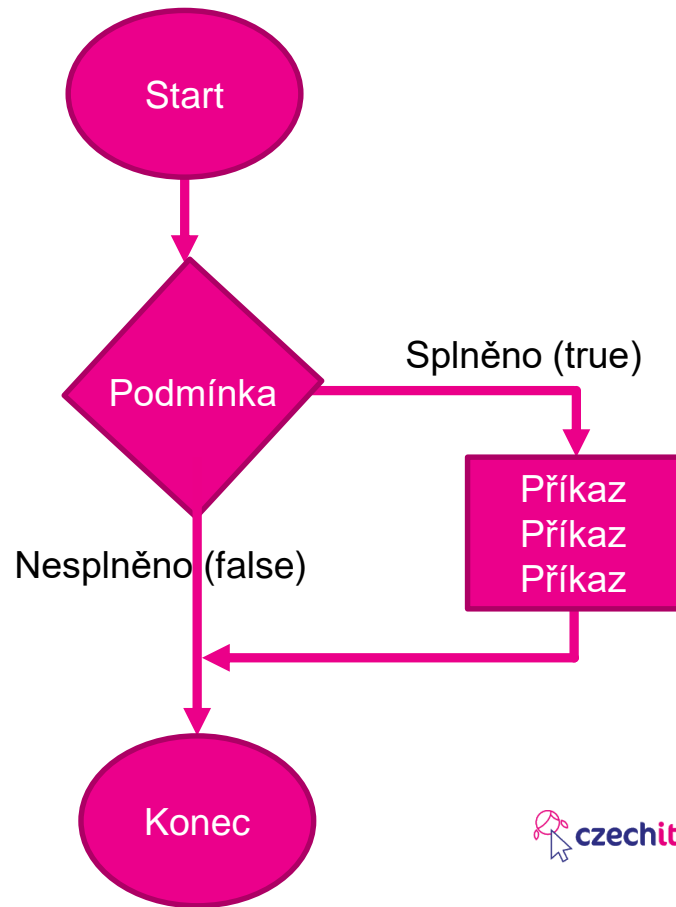 Start
Splněno (true)
Podmínka
Příkaz
Příkaz
Příkaz
Nesplněno (false)
Konec
czechit